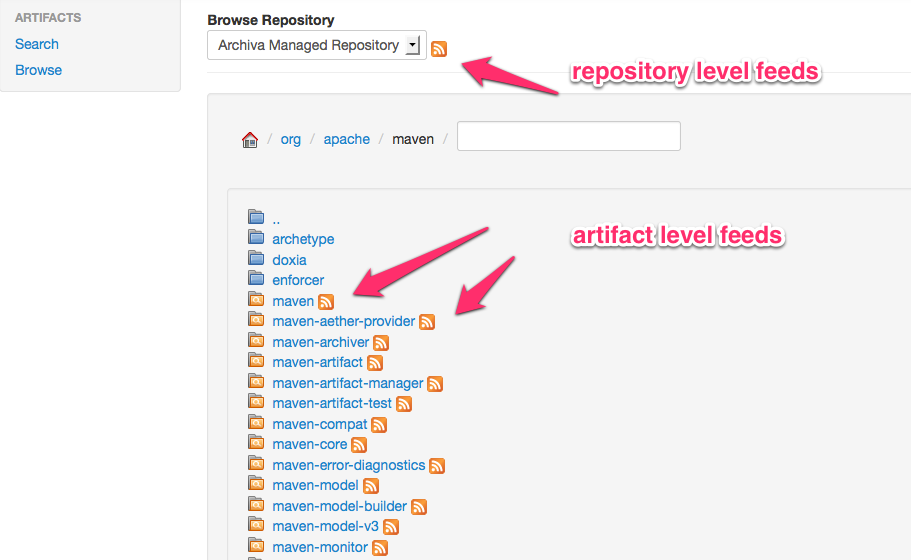 ARTIFACTS
Search
Browse
Browse Repository
Archiva Managed Repository
repository level feeds
/ org / apache / maven /
..
archetype
artifact level feeds
doxia
enforcer
maven
maven-aether-provider
maven-archiver
maven-artifact
maven-artifact-manager
maven-artifact-test
maven-compat
maven-core
maven-error-diagnostics
maven-model
maven-model-builder
maven-model-v3
maven-monitor